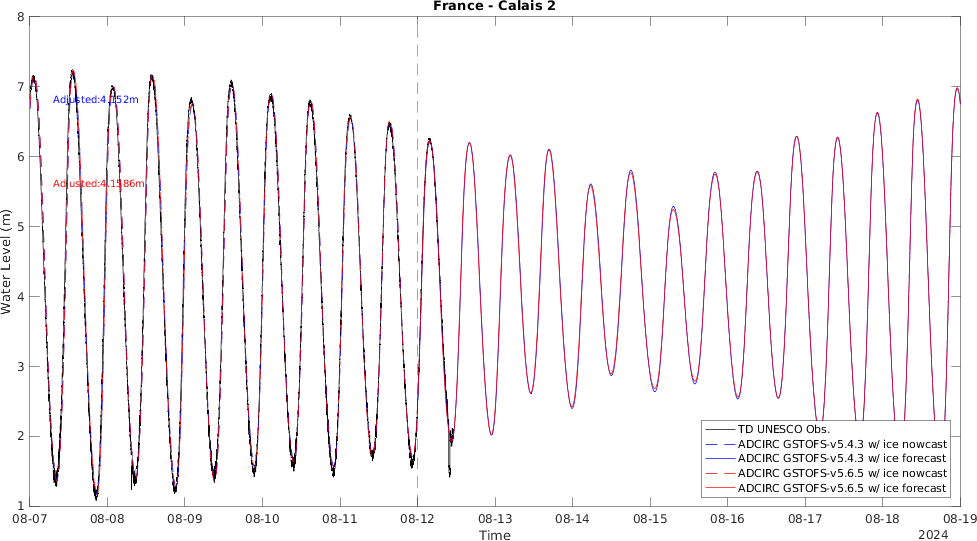 France - Calais 2
8
7
6
5
4
3
2
1
Water Level (m)
Adjusted:4.152m
Adjusted:4.1586m
TD UNESCO Obs.
ADCIRC GSTOFS-v5.4.3 w/ ice nowcast
ADCIRC GSTOFS-v5.4.3 w/ ice forecast
ADCIRC GSTOFS-v5.6.5 w/ ice nowcast
ADCIRC GSTOFS-v5.6.5 w/ ice forecast
08-07 08-08 08-09 08-10 08-11 08-12 08-13 08-14 08-15 08-16 08-17 08-18 08-19
Time
2024